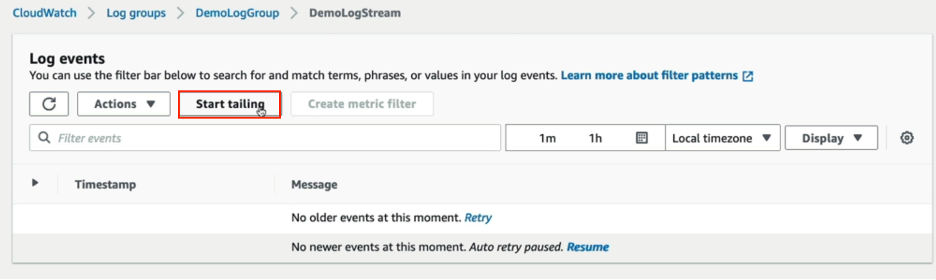 CloudWatch > Log groups > DemoLogGroup > DemoLogStream
Log events
You can use the filter bar below to search for and match terms, phrases, or values in your log events. Learn more about filter patterns
Actions Start tailing Create metric filter
Filter events 1m 1h Local timezone Display
Timestamp Message
No older events at this moment. Retry
No newer events at this moment. Auto retry paused. Resume